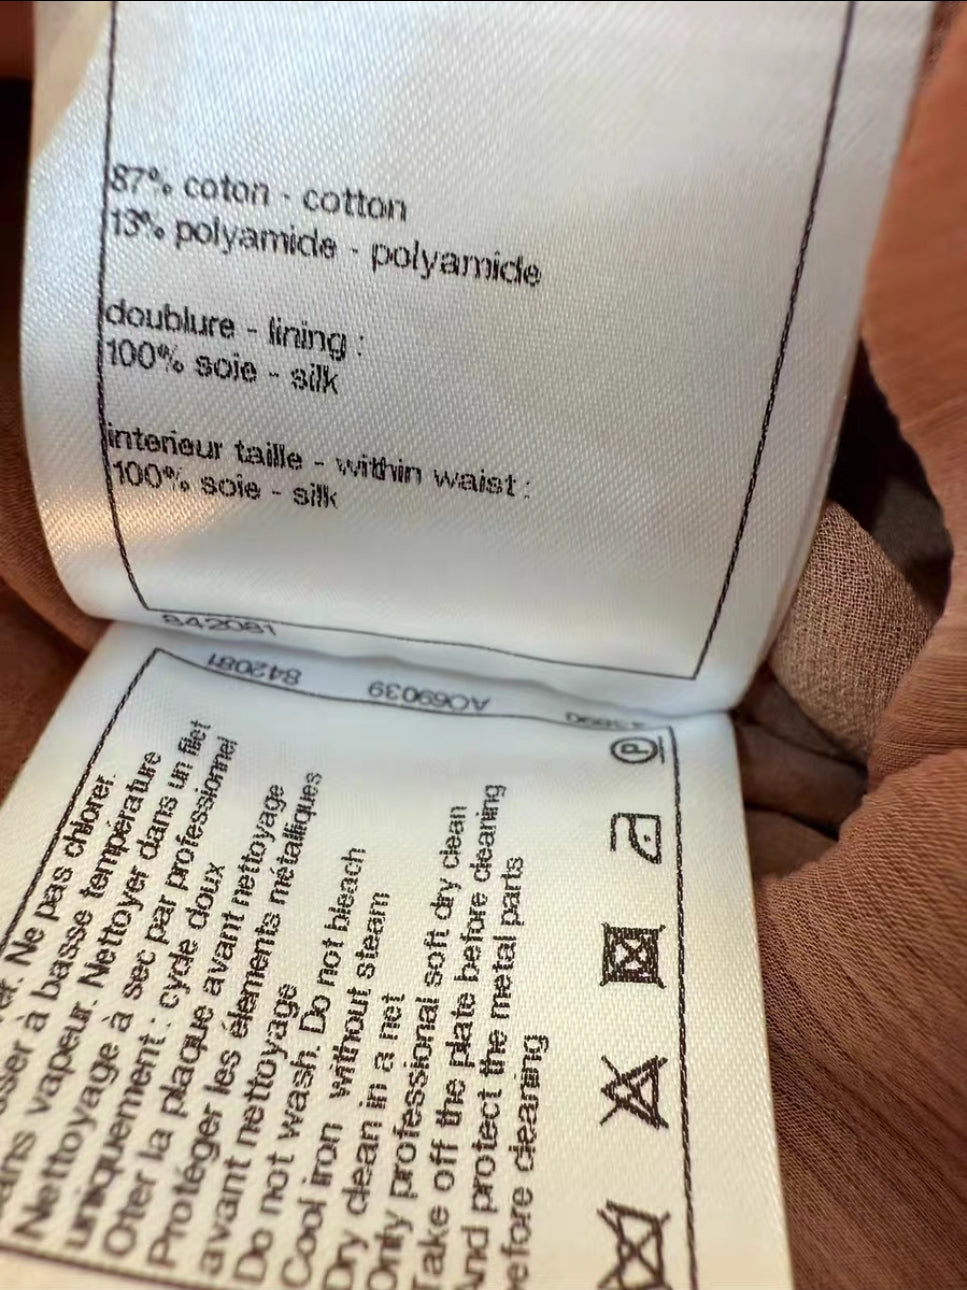 87% coton - cotton
13% polyamide - polyamide
doublure - lining :
100% soie - silk
interieur taille - within waist :
100% soie - silk
842081
842081 AO69039
Ne pas chlorer.
à basse température
vapeur. Nettoyer dans un filet
Nettoyage à sec par professionnel
uniquement : cycle doux
Oter la plaque avant nettoyage
Protéger les élements métalliques
avant nettoyage
Do not wash. Do not bleach
Cool iron without steam
Dry clean in a net
Only professional soft dry clean
Take off the plate before cleaning
And protect the metal parts
before cleaning
P